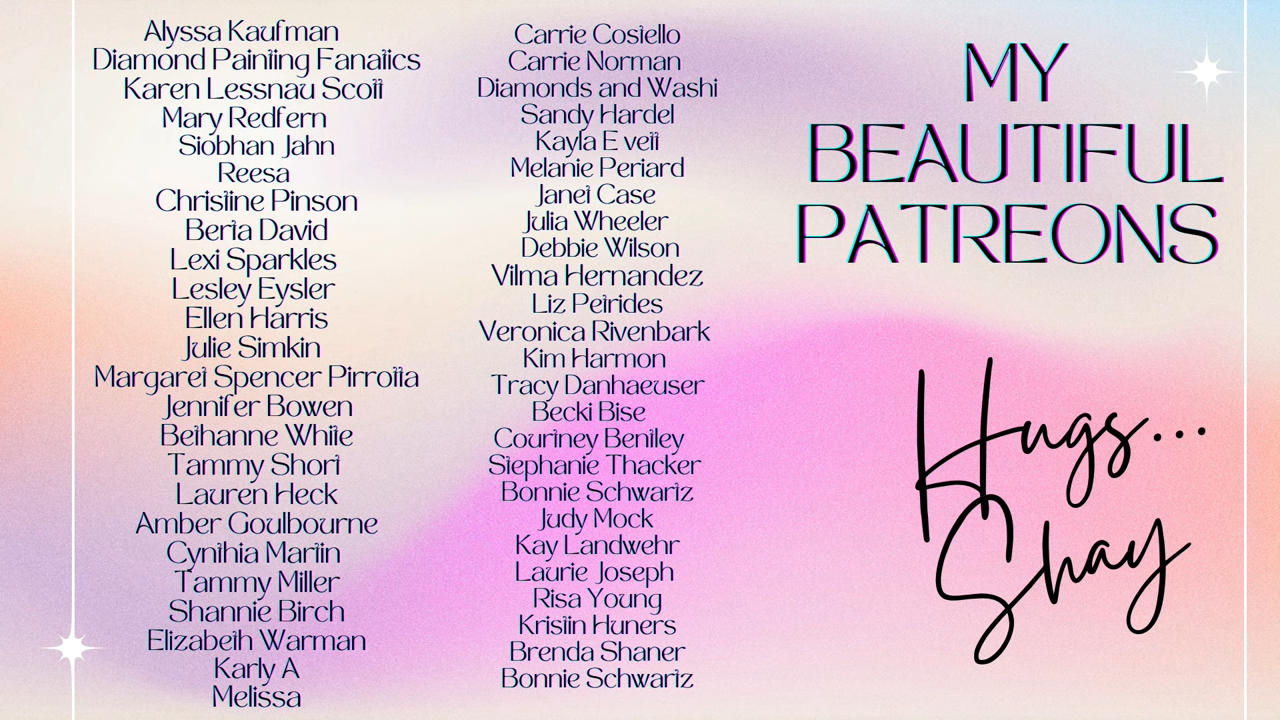 Alyssa Kaufman
Diamond Painting Fanatics
Karen Lessnau Scott
Mary Redfern
Siobhan Jahn
Reesa
Christine Pinson
Berta David
Lexi Sparkles
Lesley Eysler
Ellen Harris
Julie Simkin
Margaret Spencer Pirrotta
Jennifer Bowen
Bethanne White
Tammy Short
Lauren Heck
Amber Goulbourne
Cynthia Martin
Tammy Miller
Shannie Birch
Elizabeth Warman
Karly A
Melissa
Carrie Costello
Carrie Norman
Diamonds and Washi
Sandy Hardel
Kayla E vett
Melanie Periard
Janet Case
Julia Wheeler
Debbie Wilson
Vilma Hernandez
Liz Petrides
Veronica Rivenbark
Kim Harmon
Tracy Danhaeuser
Becki Bise
Courtney Bentley
Stephanie Thacker
Bonnie Schwartz
Judy Mock
Kay Landwehr
Laurie Joseph
Risa Young
Kristin Huners
Brenda Shaner
Bonnie Schwartz
MY
BEAUTIFUL
PATREONS
Hugs...
Shay